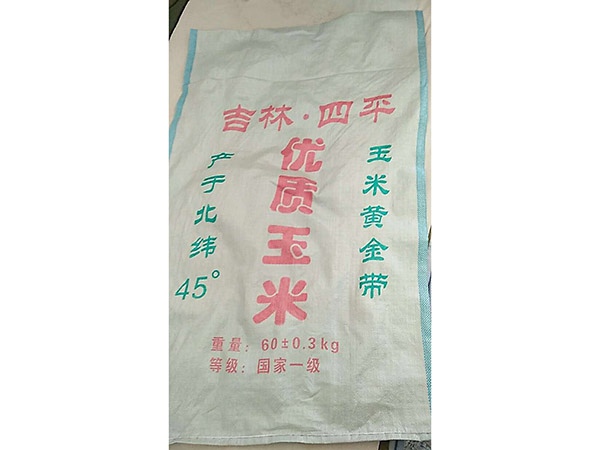 吉林·四平
优质玉米
玉米黄金带
产于北纬45°
重量：60±0.3kg
等级：国家一级